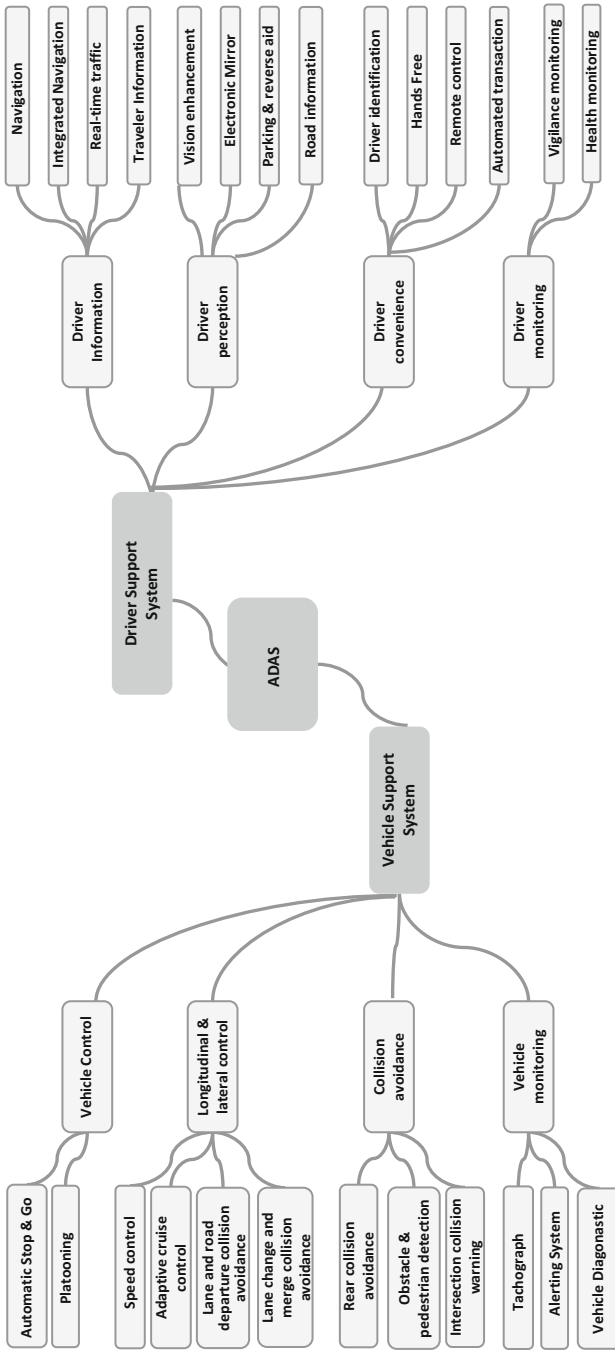 Automatic Stop & Go
Platooning
Speed control
Adaptive cruise
control
Lane and road
departure collision
avoidance
Lane change and
merge collision
avoidance
Rear collision
avoidance
Obstacle &
pedestrian detection
Intersection collision
warning
Tachograph
Alerting System
Vehicle Diagonastic
Vehicle Control
Longitudinal &
lateral control
Collision
avoidance
Vehicle
monitoring
Vehicle Support
System
ADAS
Driver Support
System
Driver
Information
Driver
perception
Driver
convenience
Driver
monitoring
Navigation
Integrated Navigation
Real-time traffic
Traveler Information
Vision enhancement
Electronic Mirror
Parking & reverse aid
Road information
Driver identification
Hands Free
Remote control
Automated transaction
Vigilance monitoring
Health monitoring